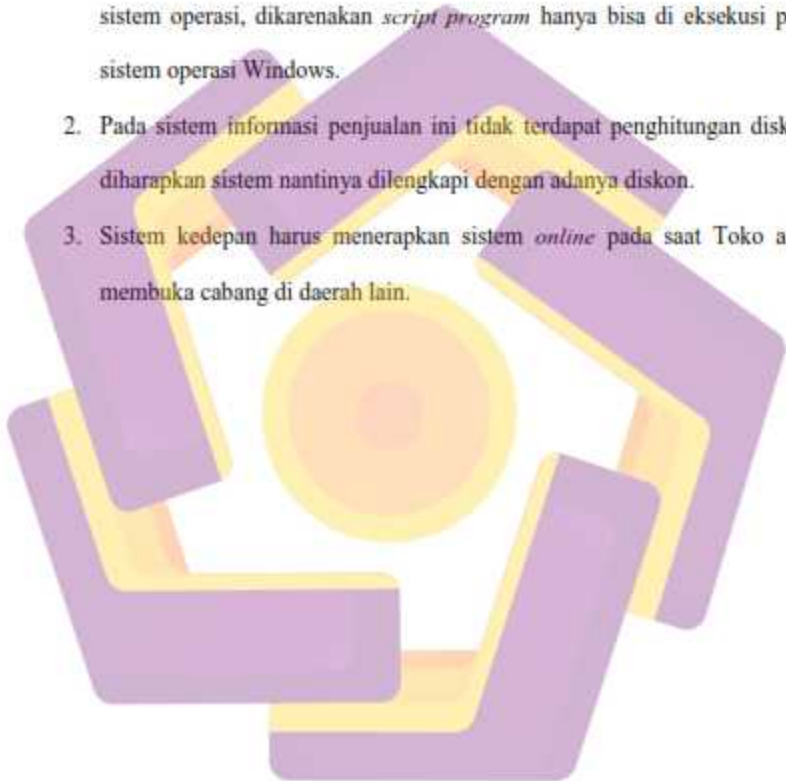 sistem operasi, dikarenakan script program hanya bisa di eksekusi
sistem operasi Windows.
2. Pada sistem informasi penjualan ini tidak terdapat penghitungan
diharapkan sistem nantinya dilengkapi dengan adanya diskon.
3. Sistem kedepan harus menerapkan sistem online pada saat Toko
membuka cabang di daerah lain.